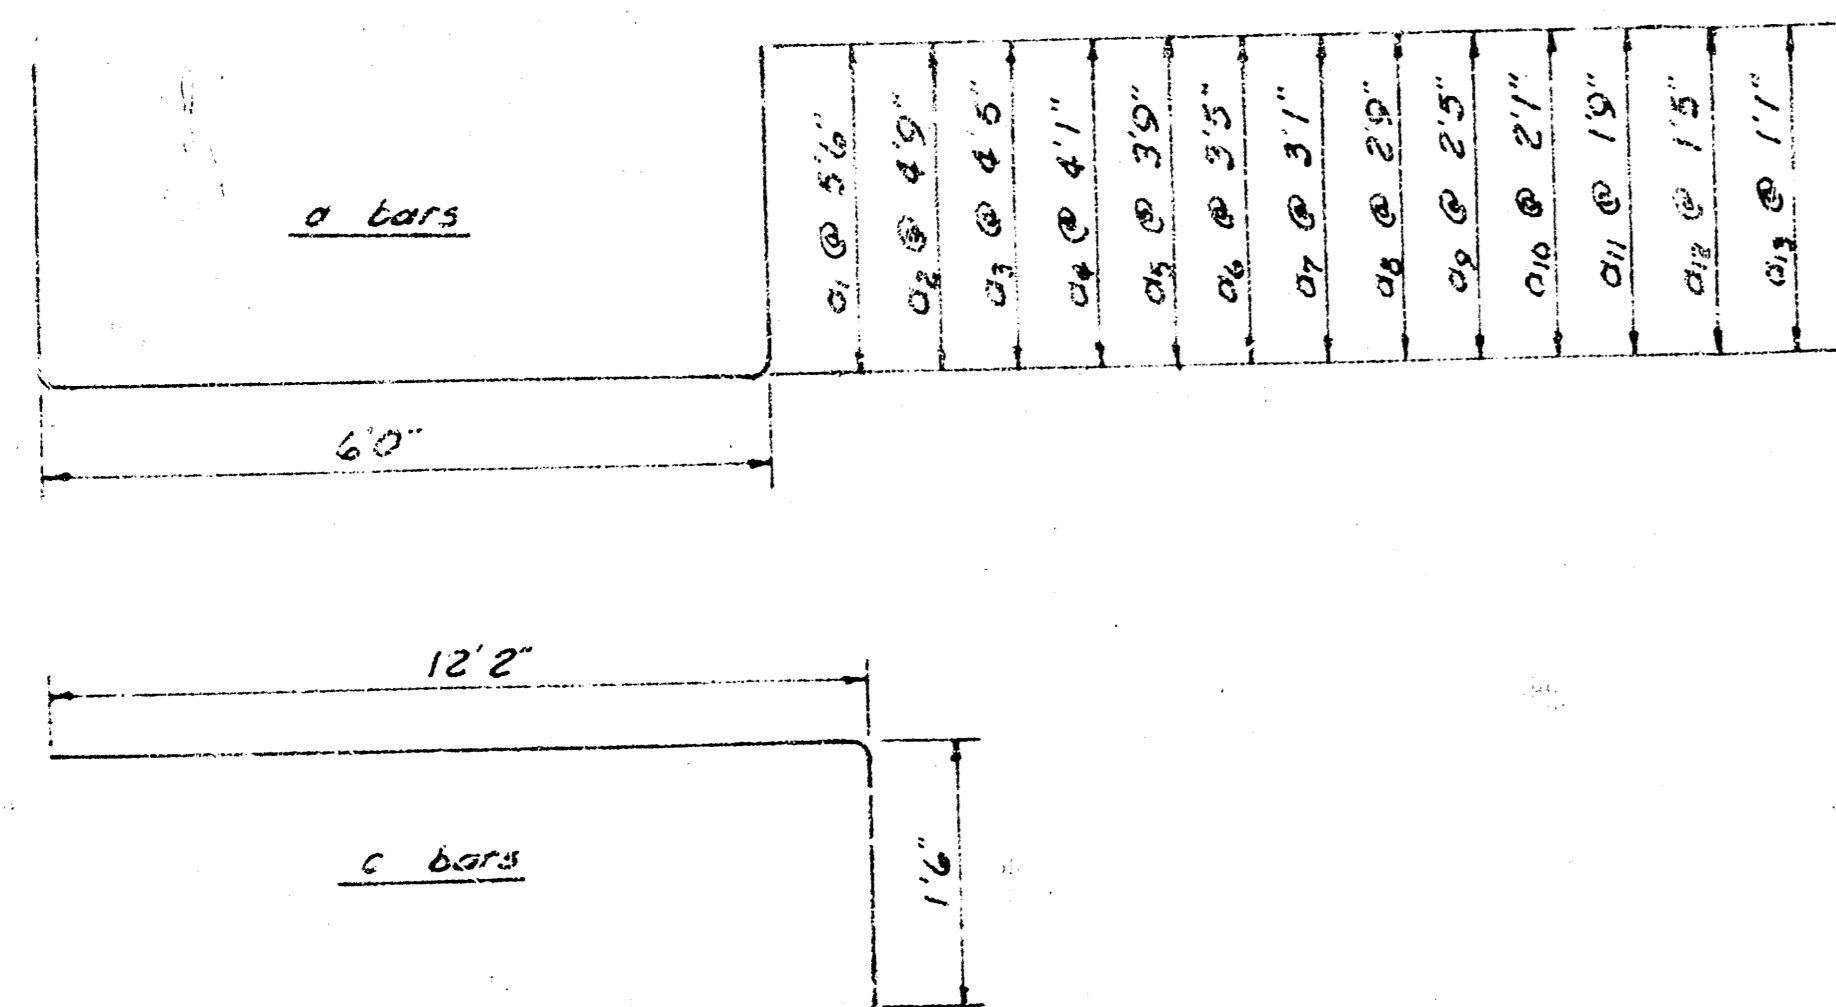 a bars
a1 @ 5'6"
a2 @ 4'9"
a3 @ 4'5"
a4 @ 4'1"
a5 @ 3'9"
a6 @ 3'5"
a7 @ 3'1"
a8 @ 2'9"
a9 @ 2'5"
a10 @ 2'1"
a11 @ 1'9"
a12 @ 1'5"
a13 @ 1'1"
6'0"
12'2"
c bars
1'6"